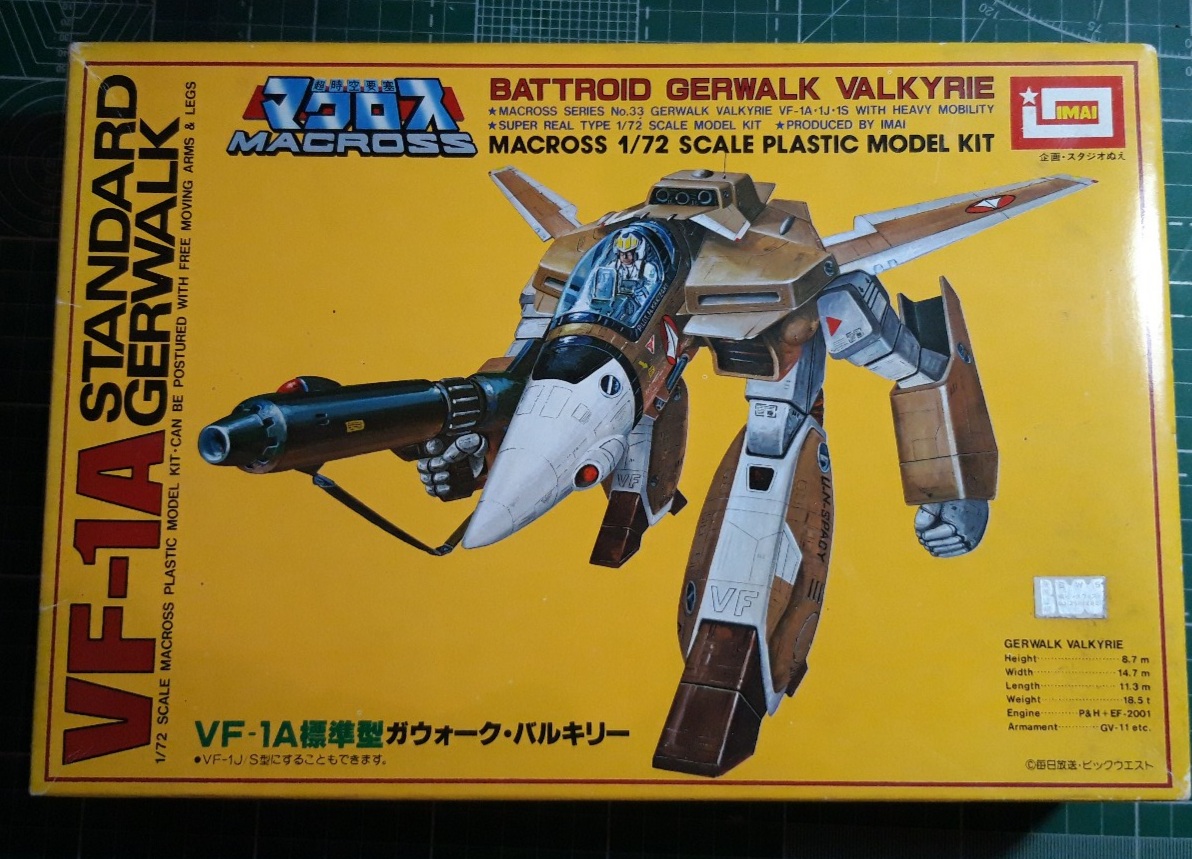 VF-1A STANDARD
GERWALK
1/72 SCALE MACROSS PLASTIC MODEL KIT·CAN BE POSTURED WITH FREE MOVING ARMS & LEGS
超時空要塞
マクロス
MACROSS
BATTROID GERWALK VALKYRIE
★MACROSS SERIES No.33 GERWALK VALKYRIE VF-1A·1J·1S WITH HEAVY MOBILITY
★SUPER REAL TYPE 1/72 SCALE MODEL KIT ★PRODUCED BY IMAI
MACROSS 1/72 SCALE PLASTIC MODEL KIT
IMAI
企画・スタジオぬえ
VF
UN·SPACY
VF
GERWALK VALKYRIE
Height 8.7 m
Width 14.7 m
Length 11.3 m
Weight 18.5 t
Engine P&H+EF-2001
Armament GV-11 etc.
VF-1A標準型ガウォーク・バルキリー
●VF-1J/S型にすることもできます。
©毎日放送・ビックウエスト